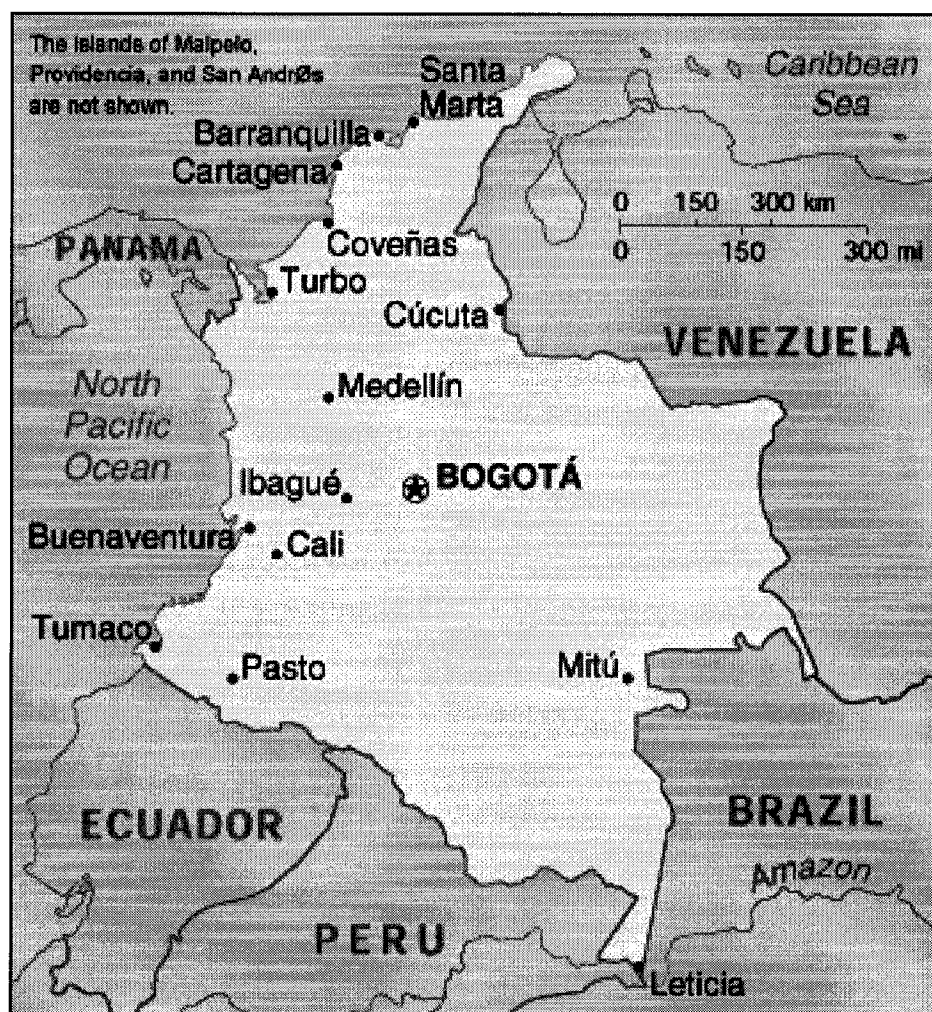 The Islands of Malpelo,
Providencia, and San AndrØs
are not shown.
Caribbean
Sea
Santa
Marta
Barranquilla
Cartagena
0 150 300 km
0 150 300 mi
PANAMA
Coveñas
Turbo
Cúcuta
VENEZUELA
North
Pacific
Ocean
Medellín
Ibagué
BOGOTÁ
Buenaventura
Cali
Tumaco
Pasto
Mitú
ECUADOR
BRAZIL
Amazon
PERU
Leticia